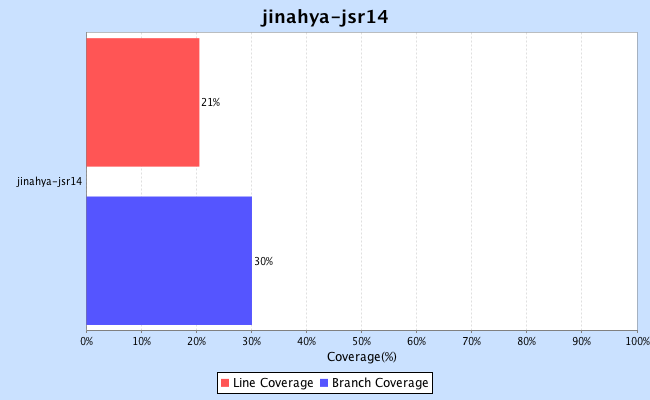 jinahya-jsr14
21%
jinahya-jsr14
30%
0% 10% 20% 30% 40% 50% 60% 70% 80% 90% 100%
Coverage(%)
Line Coverage Branch Coverage